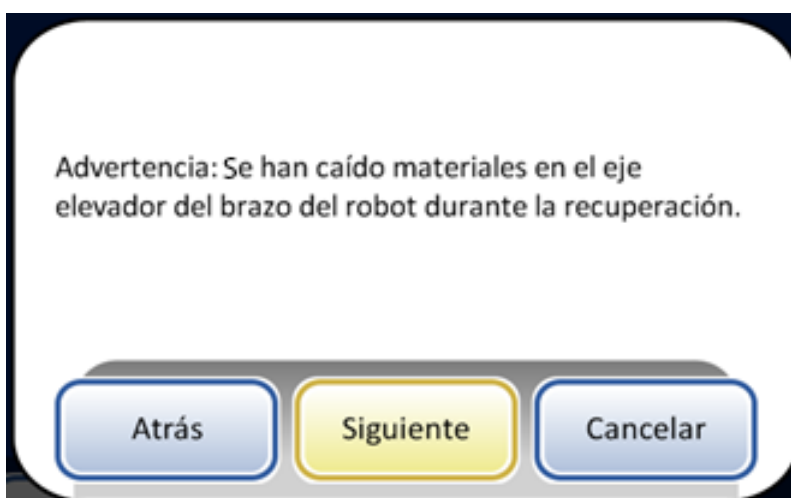 Advertencia: Se han caído materiales en el eje
elevador del brazo del robot durante la recuperación.
Atrás
Siguiente
Cancelar